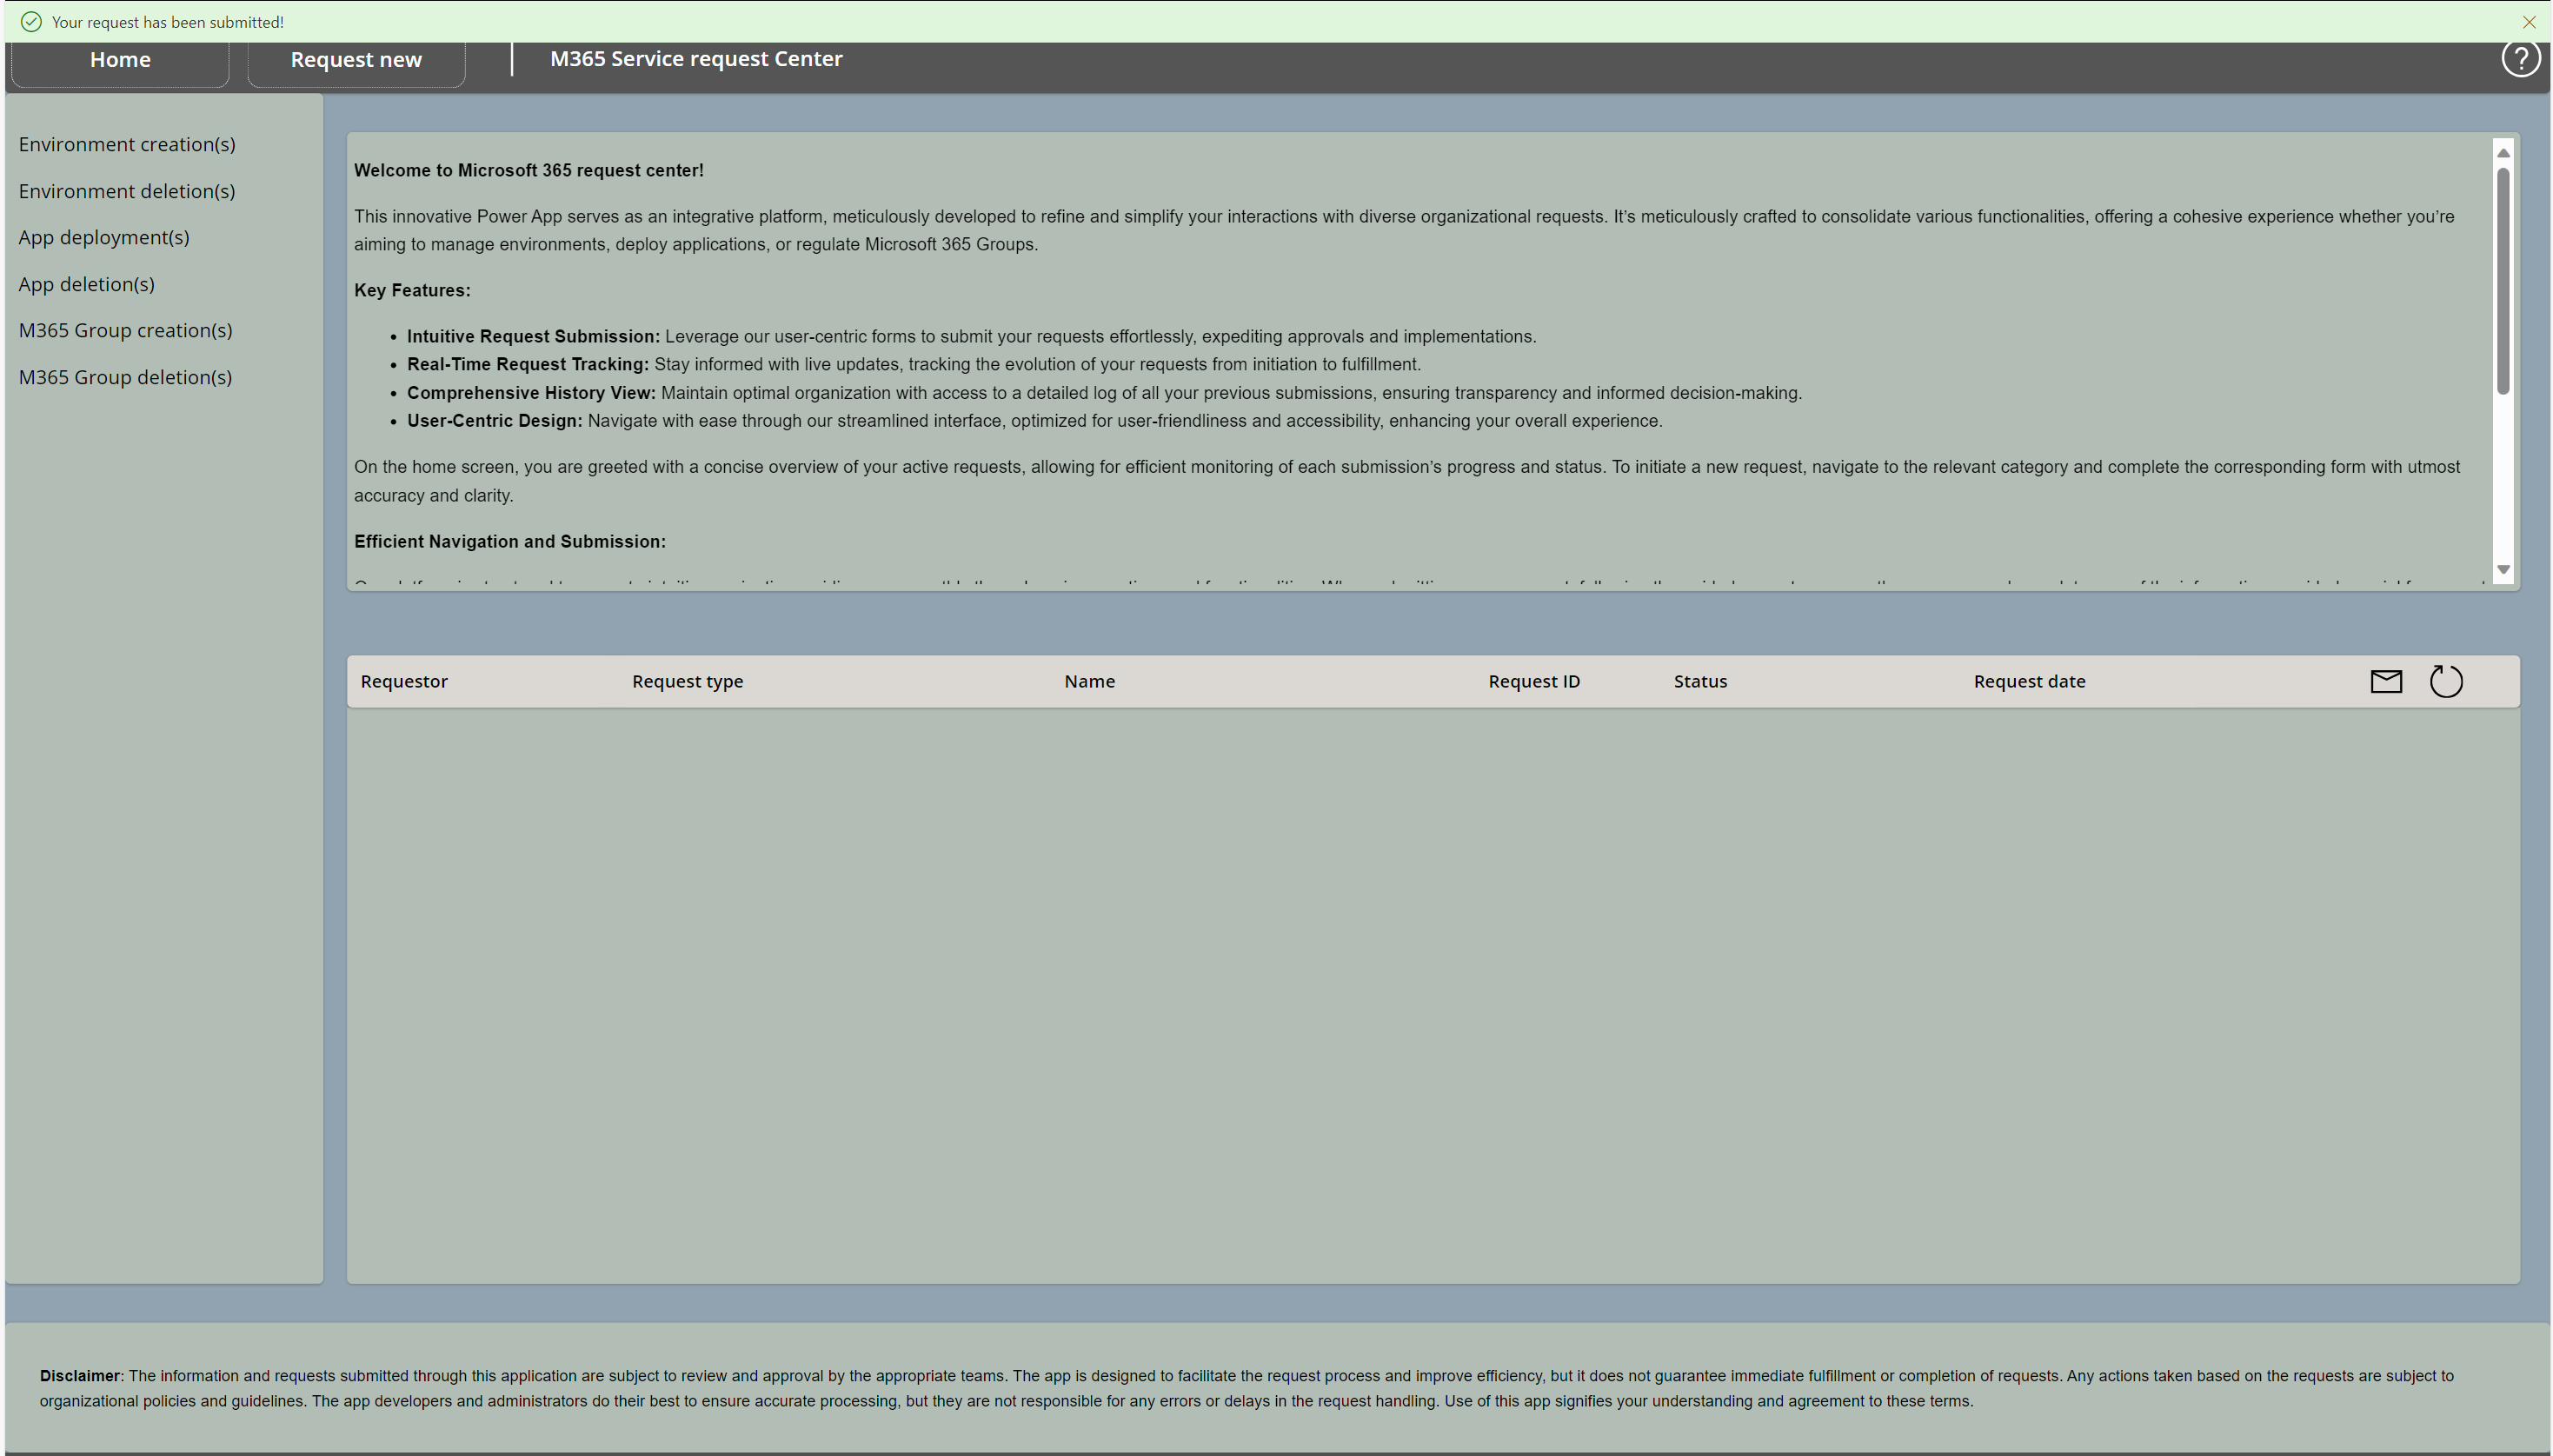 Your request has been submitted!
Home
Request new
M365 Service request Center
Environment creation(s)
Environment deletion(s)
App deployment(s)
App deletion(s)
M365 Group creation(s)
M365 Group deletion(s)
Welcome to Microsoft 365 request center!
This innovative Power App serves as an integrative platform, meticulously developed to refine and simplify your interactions with diverse organizational requests. It’s meticulously crafted to consolidate various functionalities, offering a cohesive experience whether you’re
aiming to manage environments, deploy applications, or regulate Microsoft 365 Groups.
Key Features:
• Intuitive Request Submission: Leverage our user-centric forms to submit your requests effortlessly, expediting approvals and implementations.
• Real-Time Request Tracking: Stay informed with live updates, tracking the evolution of your requests from initiation to fulfillment.
• Comprehensive History View: Maintain optimal organization with access to a detailed log of all your previous submissions, ensuring transparency and informed decision-making.
• User-Centric Design: Navigate with ease through our streamlined interface, optimized for user-friendliness and accessibility, enhancing your overall experience.
On the home screen, you are greeted with a concise overview of your active requests, allowing for efficient monitoring of each submission’s progress and status. To initiate a new request, navigate to the relevant category and complete the corresponding form with utmost
accuracy and clarity.
Efficient Navigation and Submission:
Requestor Request type Name Request ID Status Request date
Disclaimer: The information and requests submitted through this application are subject to review and approval by the appropriate teams. The app is designed to facilitate the request process and improve efficiency, but it does not guarantee immediate fulfillment or completion of requests. Any actions taken based on the requests are subject to
organizational policies and guidelines. The app developers and administrators do their best to ensure accurate processing, but they are not responsible for any errors or delays in the request handling. Use of this app signifies your understanding and agreement to these terms.